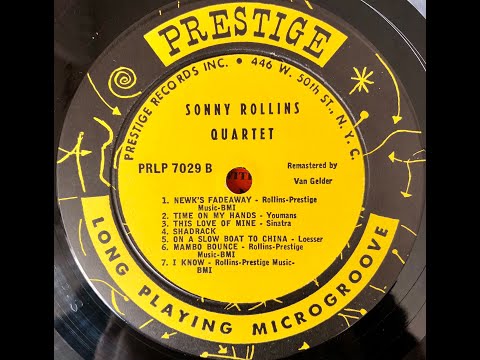 PRESTIGE
PRESTIGE RECORDS INC. • 446 W. 50th ST., N.Y.C.
SONNY ROLLINS
QUARTET
PRLP 7029 B
Remastered by
Van Gelder
1. NEWK'S FADEAWAY - Rollins-Prestige
Music-BMI
2. TIME ON MY HANDS - Youmans
3. THIS LOVE OF MINE - Sinatra
4. SHADRACK
5. ON A SLOW BOAT TO CHINA - Loesser
6. MAMBO BOUNCE - Rollins-Prestige
Music-BMI
7. I KNOW - Rollins-Prestige Music-
BMI
LONG PLAYING MICROGROOVE